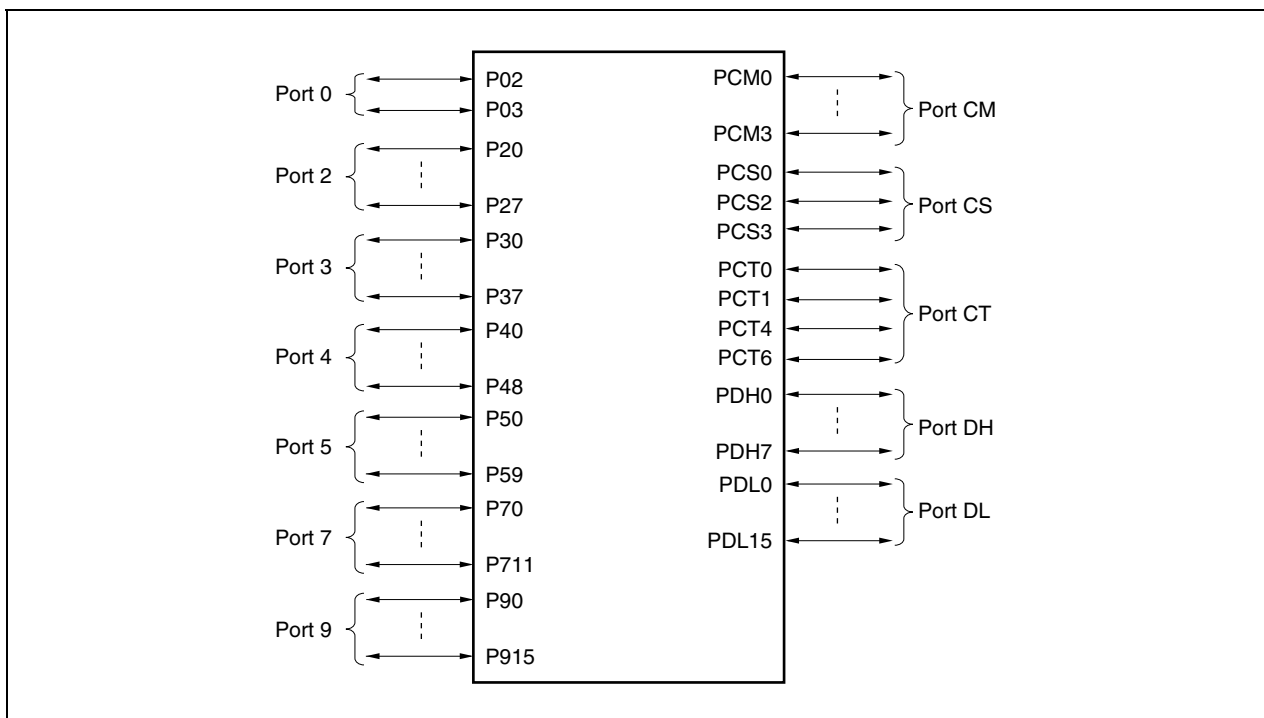 Port 0
P02
P03
Port 2
P20
P27
Port 3
P30
P37
Port 4
P40
P48
Port 5
P50
P59
Port 7
P70
P711
Port 9
P90
P915
PCM0
PCM3
Port CM
PCS0
PCS2
PCS3
Port CS
PCT0
PCT1
PCT4
PCT6
Port CT
PDH0
PDH7
Port DH
PDL0
PDL15
Port DL